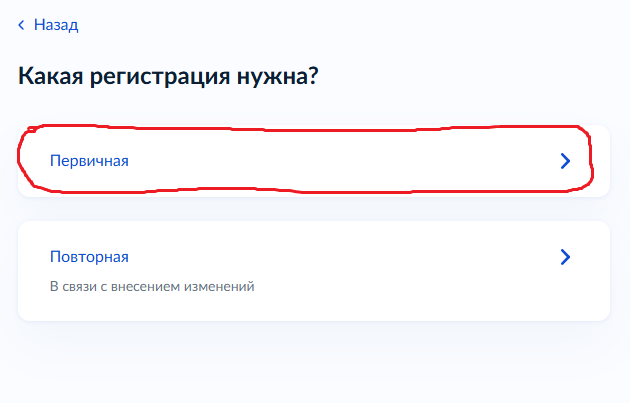 Назад
Какая регистрация нужна?
Первичная
Повторная
В связи с внесением изменений